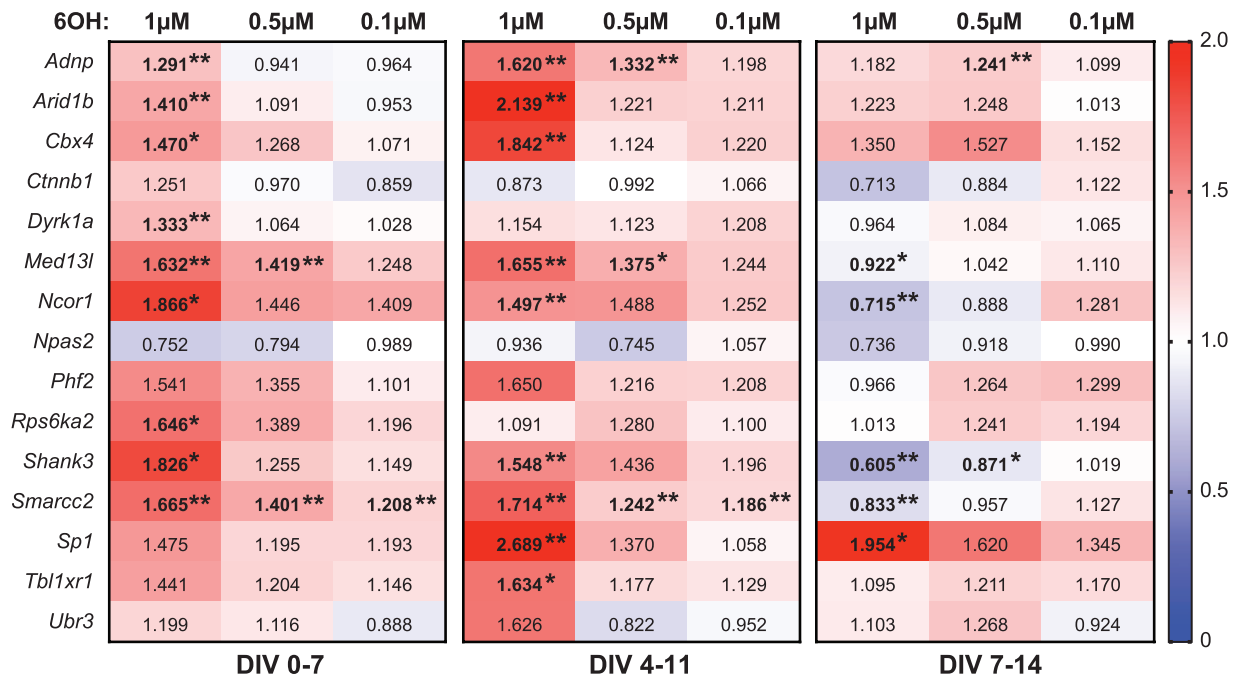 6OH: 1µM 0.5µM 0.1µM 1µM 0.5µM 0.1µM 1µM 0.5µM 0.1µM
Adnp 1.291** 0.941 0.964 1.620** 1.332** 1.198 1.182 1.241** 1.099
Arid1b 1.410** 1.091 0.953 2.139** 1.221 1.211 1.223 1.248 1.013
Cbx4 1.470* 1.268 1.071 1.842** 1.124 1.220 1.350 1.527 1.152
Ctnnb1 1.251 0.970 0.859 0.873 0.992 1.066 0.713 0.884 1.122
Dyrk1a 1.333** 1.064 1.028 1.154 1.123 1.208 0.964 1.084 1.065
Med13l 1.632** 1.419** 1.248 1.655** 1.375* 1.244 0.922* 1.042 1.110
Ncor1 1.866* 1.446 1.409 1.497** 1.488 1.252 0.715** 0.888 1.281
Npas2 0.752 0.794 0.989 0.936 0.745 1.057 0.736 0.918 0.990
Phf2 1.541 1.355 1.101 1.650 1.216 1.208 0.966 1.264 1.299
Rps6ka2 1.646* 1.389 1.196 1.091 1.280 1.100 1.013 1.241 1.194
Shank3 1.826* 1.255 1.149 1.548** 1.436 1.196 0.605** 0.871* 1.019
Smarcc2 1.665** 1.401** 1.208** 1.714** 1.242** 1.186** 0.833** 0.957 1.127
Sp1 1.475 1.195 1.193 2.689** 1.370 1.058 1.954* 1.620 1.345
Tbl1xr1 1.441 1.204 1.146 1.634* 1.177 1.129 1.095 1.211 1.170
Ubr3 1.199 1.116 0.888 1.626 0.822 0.952 1.103 1.268 0.924
DIV 0-7 DIV 4-11 DIV 7-14
2.0
1.5
1.0
0.5
0